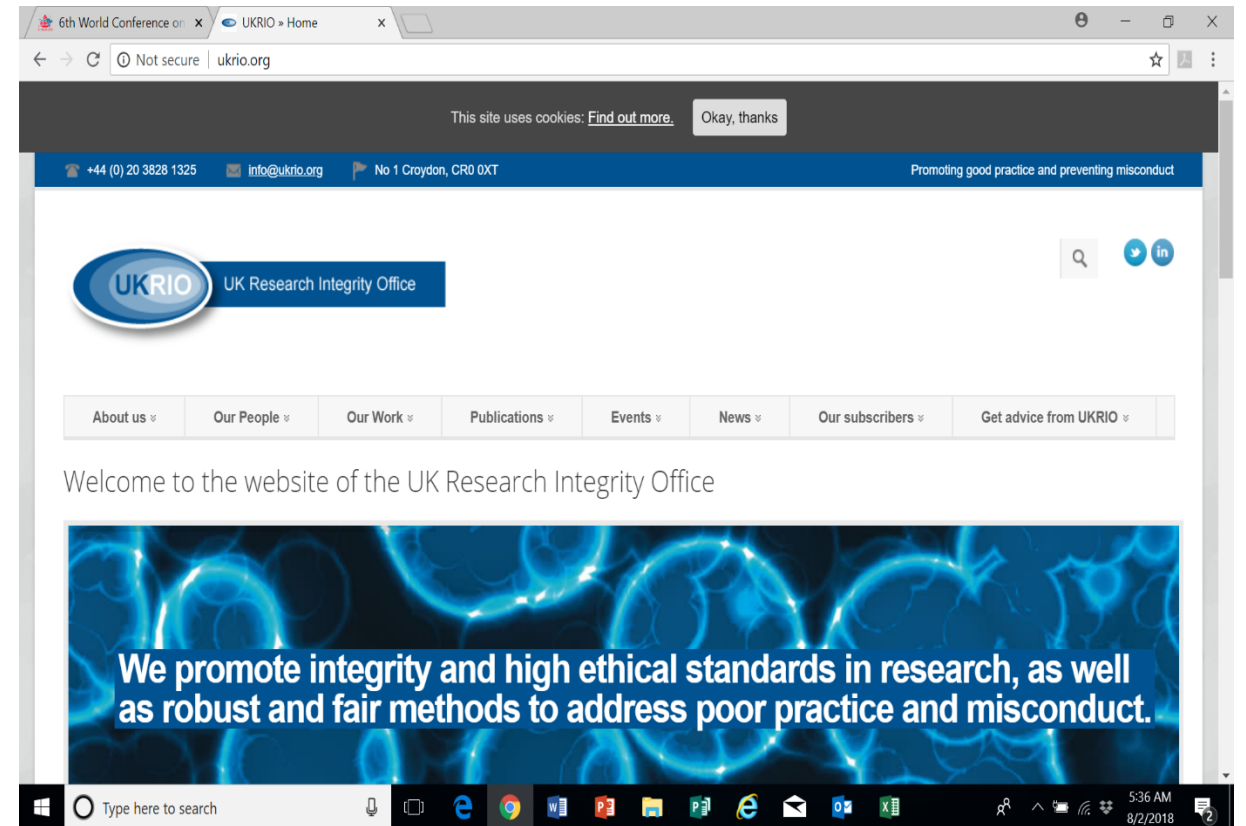 6th World Conference on
UKRIO » Home
Not secure | ukrio.org
This site uses cookies: Find out more. Okay, thanks
+44 (0) 20 3828 1325 info@ukrio.org No 1 Croydon, CR0 0XT Promoting good practice and preventing misconduct
UKRIO UK Research Integrity Office
in
About us Our People Our Work Publications Events News Our subscribers Get advice from UKRIO
Welcome to the website of the UK Research Integrity Office
We promote integrity and high ethical standards in research, as well
as robust and fair methods to address poor practice and misconduct.
Type here to search
5:36 AM
8/2/2018
2